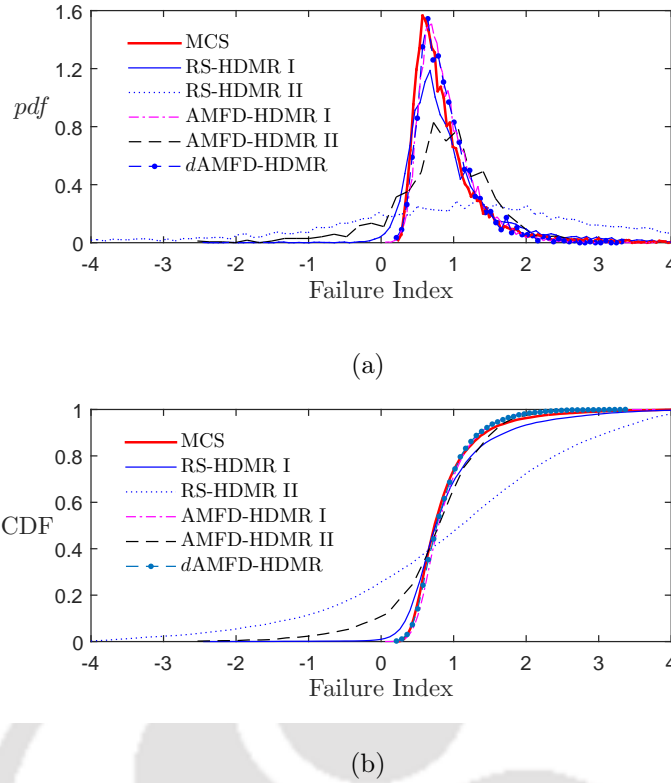 1.6
1.2
0.8
0.4
0
pdf
MCS
RS-HDMR I
RS-HDMR II
AMFD-HDMR I
AMFD-HDMR II
dAMFD-HDMR
-4 -3 -2 -1 0 1 2 3 4
Failure Index
(a)
1
0.8
0.6
0.4
0.2
0
CDF
MCS
RS-HDMR I
RS-HDMR II
AMFD-HDMR I
AMFD-HDMR II
dAMFD-HDMR
-4 -3 -2 -1 0 1 2 3 4
Failure Index
(b)